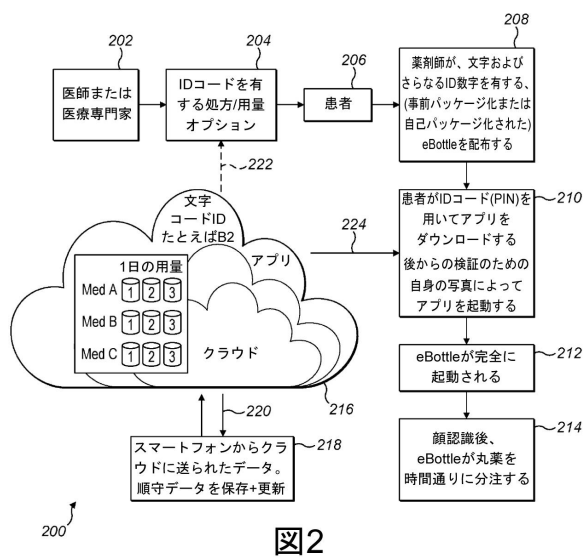 202
204
206
208
医師または
医療専門家
IDコードを有
する処方/用量
オプション
患者
薬剤師が、文字および
さらなるID数字を有する、
(事前パッケージ化または
自己パッケージ化された)
eBottleを配布する
222
210
文字
コードID
たとえばB2
アプリ
224
患者がIDコード(PIN)を
用いてアプリを
ダウンロードする
後からの検証のための
自身の写真によって
アプリを起動する
1日の用量
Med A 1 2 3
Med B 1 2 3
Med C 1 2 3
クラウド
212
eBottleが完全に
起動される
216
220
214
218
スマートフォンからクラ
ウドに送られたデータ。
順守データを保存+更新
顔認識後、
eBottleが丸薬を
時間通りに分注する
200
図2